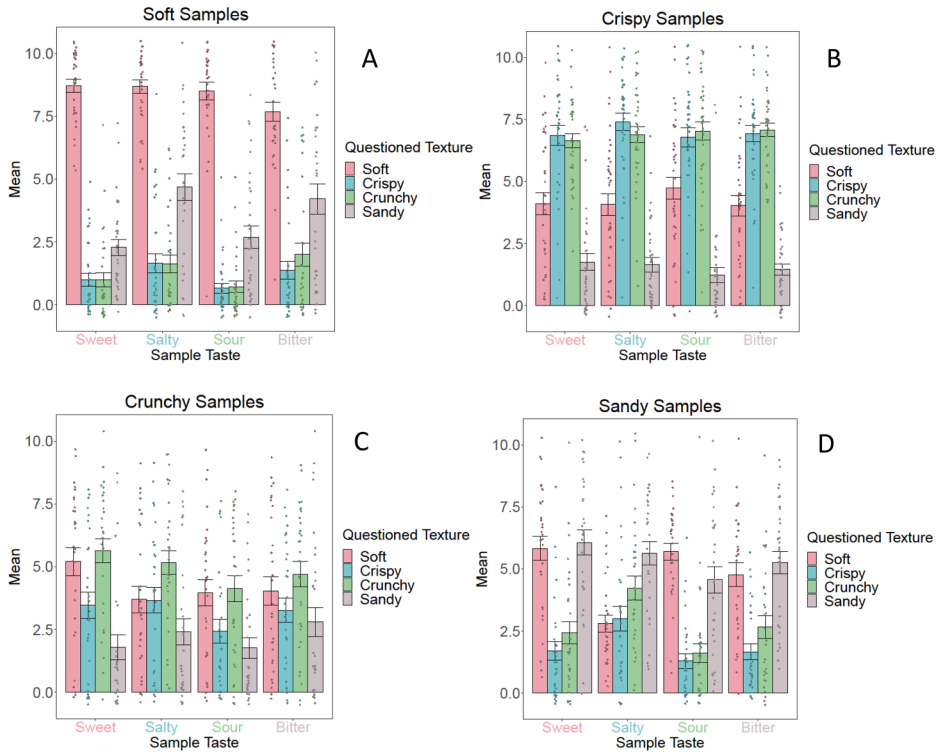 Soft Samples
A
10.0
7.5
5.0
2.5
0.0
Mean
Sweet Salty Sour Bitter
Sample Taste
Questioned Texture
Soft
Crispy
Crunchy
Sandy
Crispy Samples
B
10.0
7.5
5.0
2.5
0.0
Mean
Sweet Salty Sour Bitter
Sample Taste
Questioned Texture
Soft
Crispy
Crunchy
Sandy
Crunchy Samples
C
10.0
7.5
5.0
2.5
0.0
Mean
Sweet Salty Sour Bitter
Sample Taste
Questioned Texture
Soft
Crispy
Crunchy
Sandy
Sandy Samples
D
10.0
7.5
5.0
2.5
0.0
Mean
Sweet Salty Sour Bitter
Sample Taste
Questioned Texture
Soft
Crispy
Crunchy
Sandy